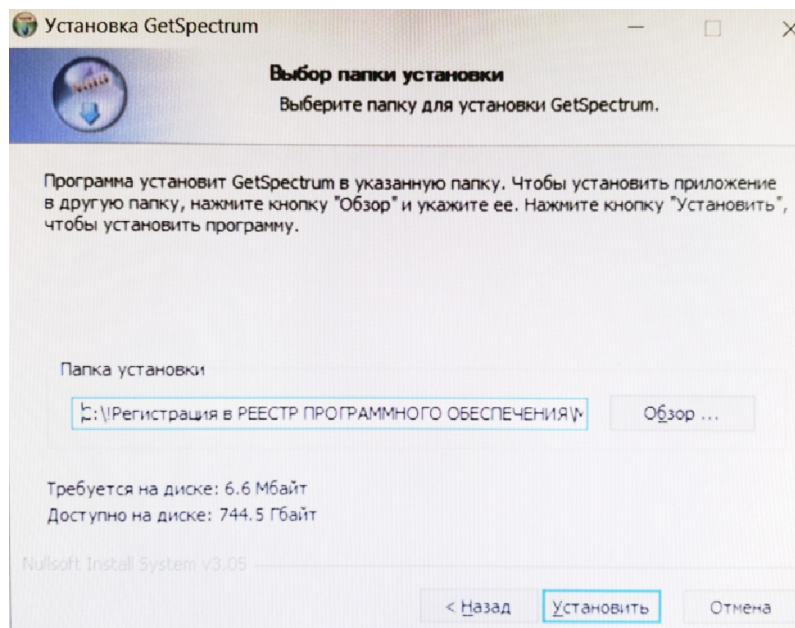 Установка GetSpectrum
Выбор папки установки
Выберите папку для установки GetSpectrum.
Программа установит GetSpectrum в указанную папку. Чтобы установить приложение
в другую папку, нажмите кнопку "Обзор" и укажите ее. Нажмите кнопку "Установить",
чтобы установить программу.
Папка установки
C:\!Регистрация в РЕЕСТР ПРОГРАММНОГО ОБЕСПЕЧЕНИЯ\
Обзор ...
Требуется на диске: 6.6 Мбайт
Доступно на диске: 744.5 Гбайт
Nullsoft Install System v3.05
< Назад
Установить
Отмена